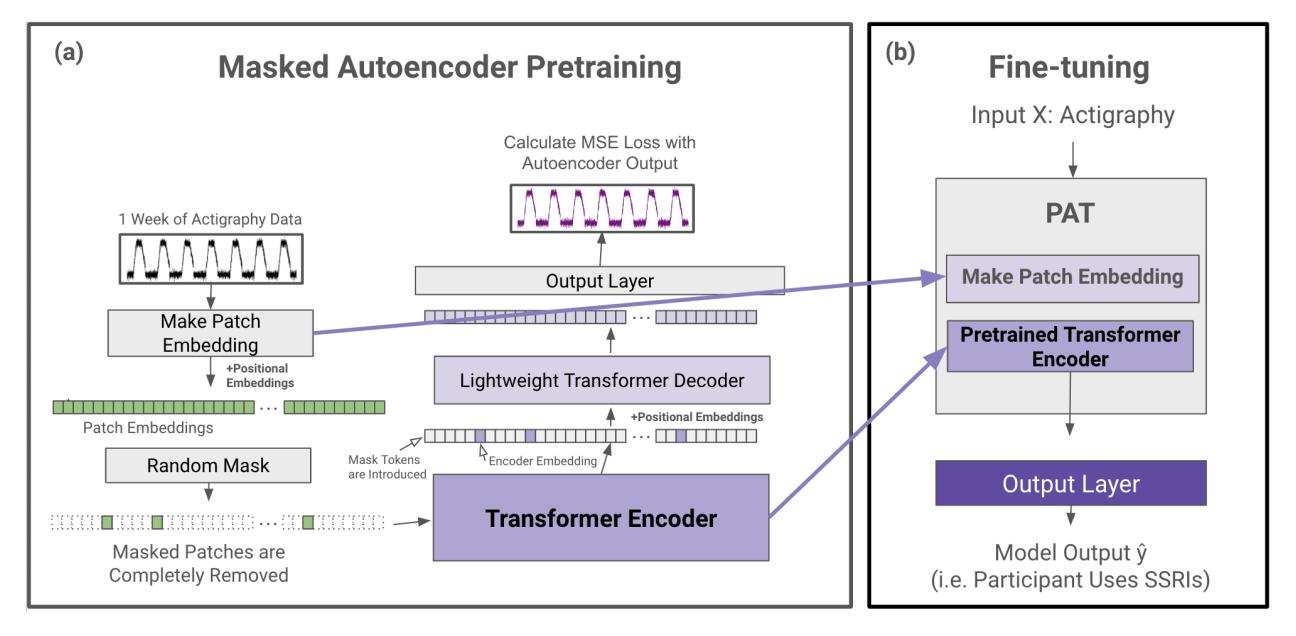 (a)
Masked Autoencoder Pretraining
1 Week of Actigraphy Data
Make Patch
Embedding
+Positional
Embeddings
...
Patch Embeddings
Random Mask
...
Masked Patches are
Completely Removed
Calculate MSE Loss with
Autoencoder Output
Output Layer
...
Lightweight Transformer Decoder
+Positional Embeddings
...
Mask Tokens
are Introduced
Encoder Embedding
Transformer Encoder
(b)
Fine-tuning
Input X: Actigraphy
PAT
Make Patch Embedding
Pretrained Transformer
Encoder
Output Layer
Model Output ŷ
(i.e. Participant Uses SSRIs)